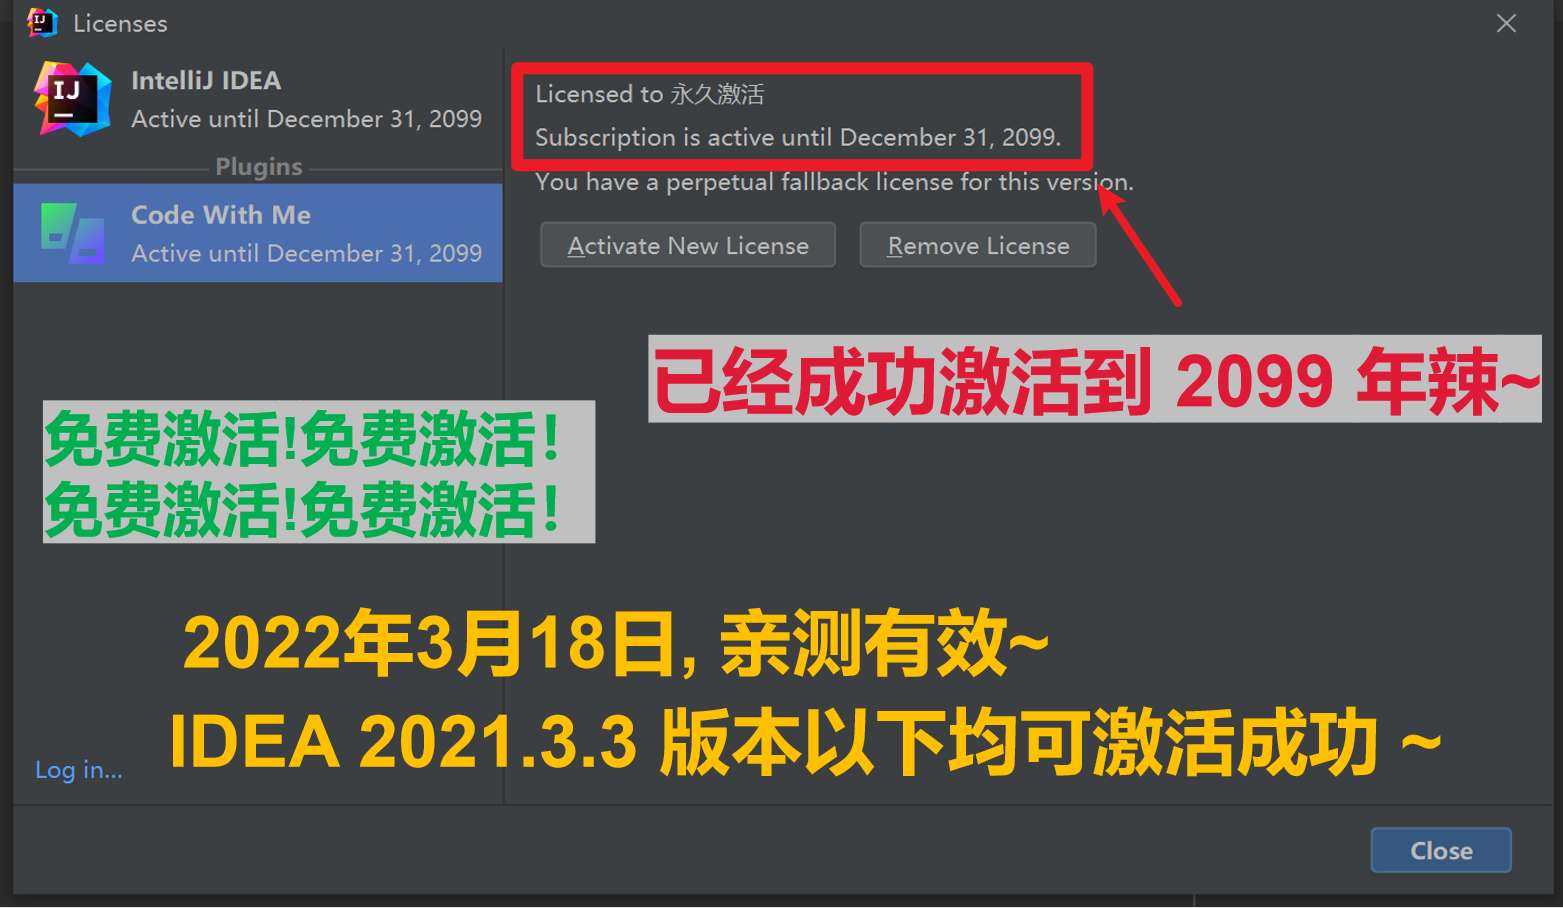 Licenses
IntelliJ IDEA
Active until December 31, 2099
Plugins
Code With Me
Active until December 31, 2099
Licensed to 永久激活
Subscription is active until December 31, 2099.
You have a perpetual fallback license for this version.
Activate New License
Remove License
已经成功激活到 2099 年辣~
免费激活!免费激活!
免费激活!免费激活!
2022年3月18日, 亲测有效~
IDEA 2021.3.3 版本以下均可激活成功 ~
Log in...
Close